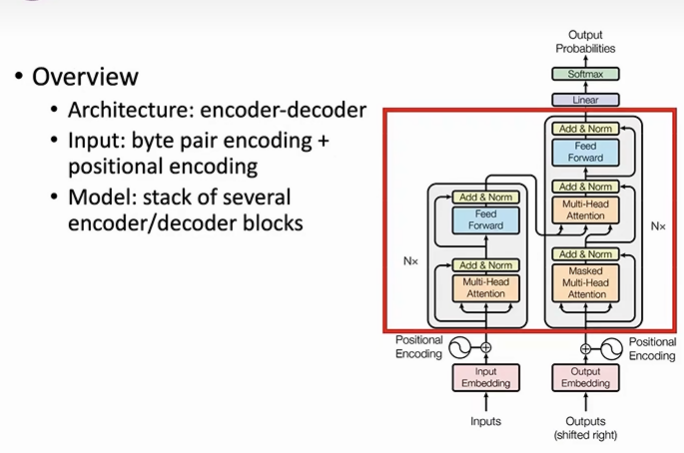 • Overview
• Architecture: encoder-decoder
• Input: byte pair encoding +
positional encoding
• Model: stack of several
encoder/decoder blocks
Output
Probabilities
Softmax
Linear
Add & Norm
Feed
Forward
Add & Norm
Multi-Head
Attention
Nx
Add & Norm
Masked
Multi-Head
Attention
Add & Norm
Feed
Forward
Nx
Add & Norm
Multi-Head
Attention
Positional
Encoding
Positional
Encoding
Input
Embedding
Output
Embedding
Inputs
Outputs
(shifted right)